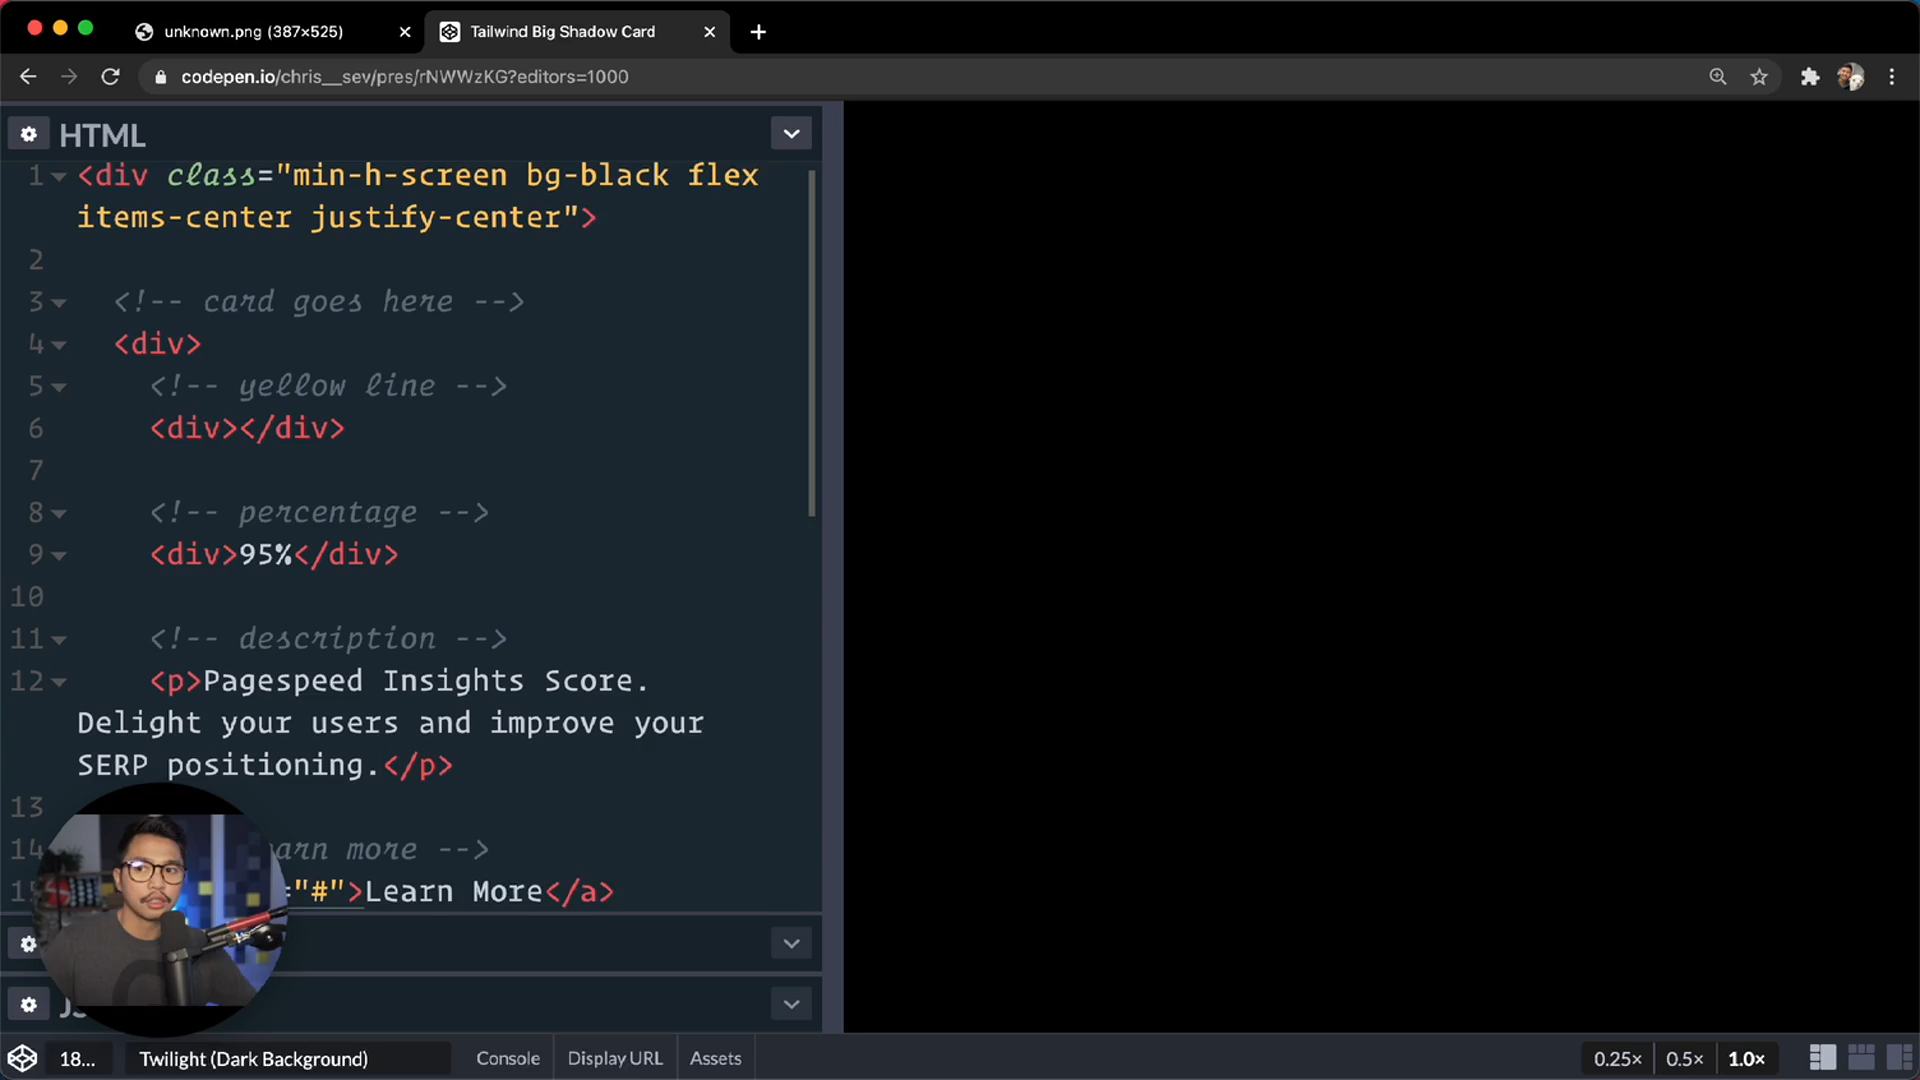 unknown.png (387×525)
Tailwind Big Shadow Card
codepen.io/chris__sev/pres/rNWWzKG?editors=1000
HTML
1 <div class="min-h-screen bg-black flex
items-center justify-center">
2
3 <!-- card goes here -->
4 <div>
5 <!-- yellow line -->
6 <div></div>
7
8 <!-- percentage -->
9 <div>95%</div>
10
11 <!-- description -->
12 <p>Pagespeed Insights Score.
Delight your users and improve your
SERP positioning.</p>
13
14 more -->
="#">Learn More</a>
18...
Twilight (Dark Background)
Console
Display URL
Assets
0.25×
0.5×
1.0×